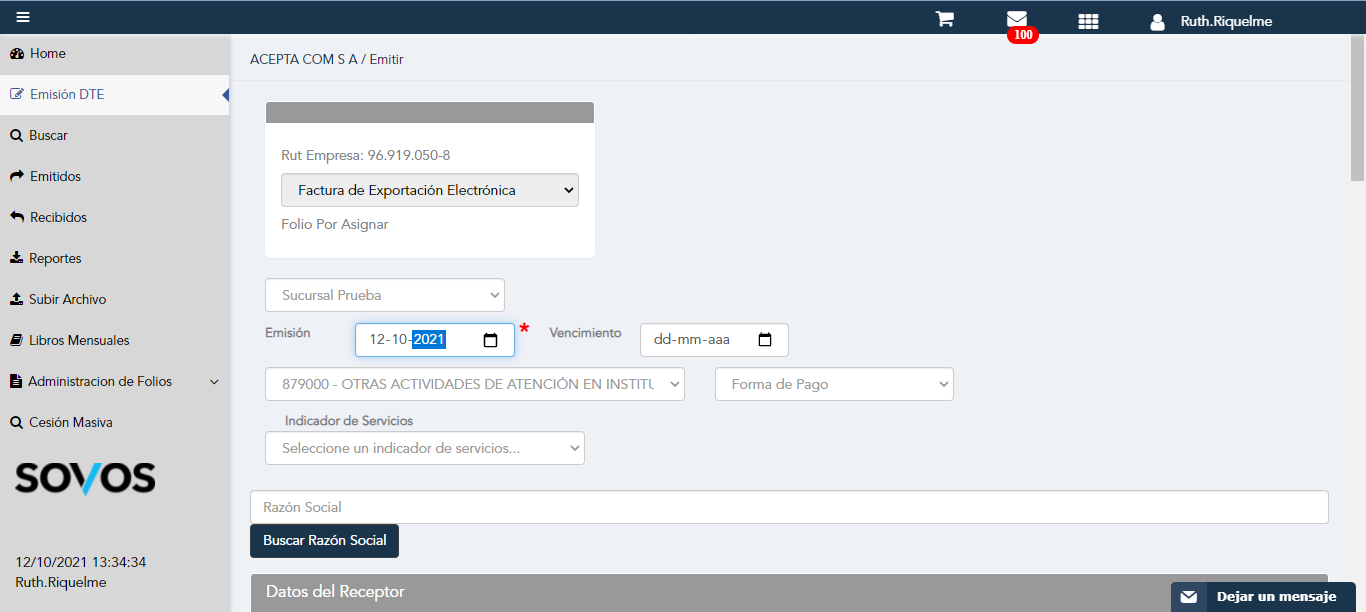 Ruth.Riquelme
100
Home
Emisión DTE
Buscar
Emitidos
Recibidos
Reportes
Subir Archivo
Libros Mensuales
Administracion de Folios
Cesión Masiva
SOVOS
12/10/2021 13:34:34
Ruth.Riquelme
ACEPTA COM S A / Emitir
Rut Empresa: 96.919.050-8
Factura de Exportación Electrónica
Folio Por Asignar
Sucursal Prueba
Emisión 12-10-2021 * Vencimiento dd-mm-aaa
879000 - OTRAS ACTIVIDADES DE ATENCIÓN EN INSTITU Forma de Pago
Indicador de Servicios
Seleccione un indicador de servicios...
Razón Social
Buscar Razón Social
Datos del Receptor
Dejar un mensaje